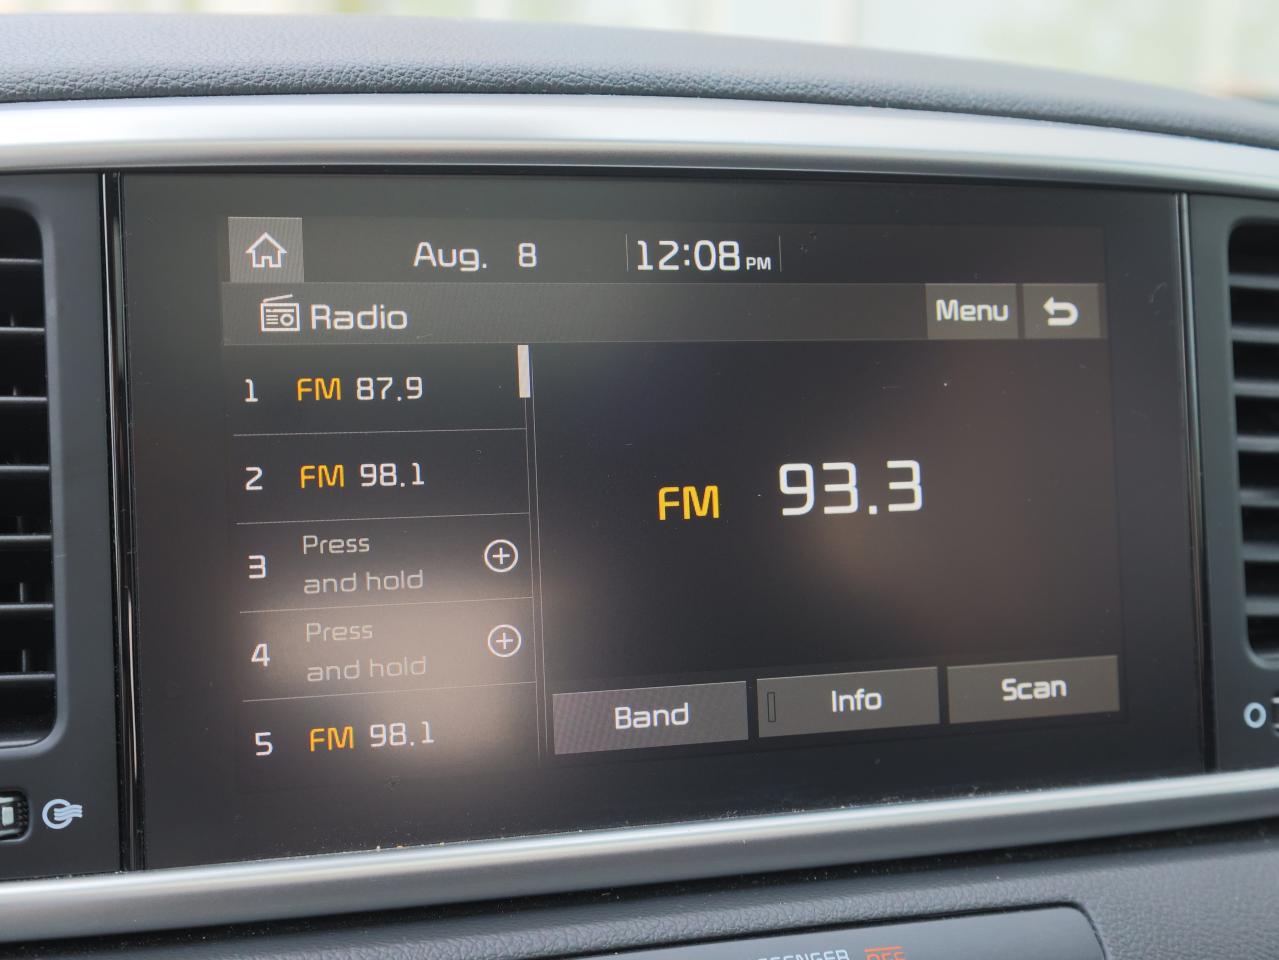 Aug. 8 12:08 PM
Radio Menu
1 FM 87.9
2 FM 98.1
3 Press
and hold
4 Press
and hold
5 FM 98.1
FM 93.3
Band Info Scan
OFF